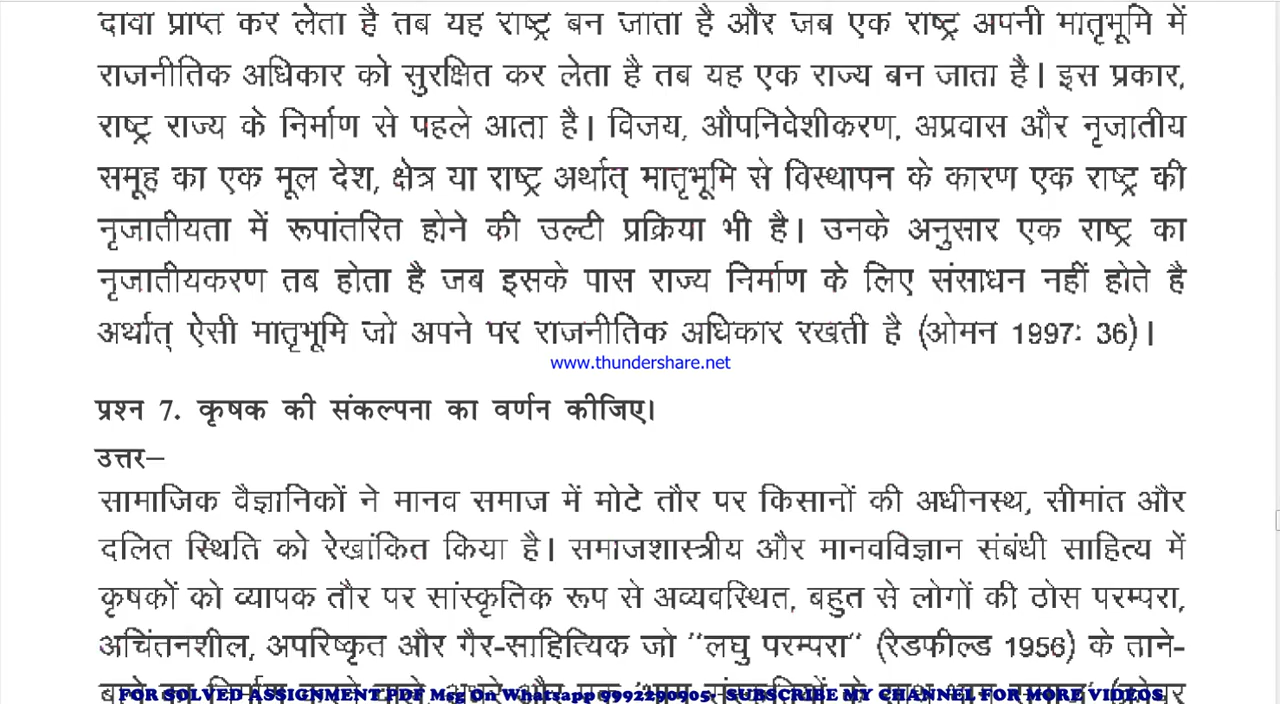 दावा प्राप्त कर लेता है तब यह राष्ट्र बन जाता है और जब एक राष्ट्र अपनी मातृभूमि में
राजनीतिक अधिकार को सुरक्षित कर लेता है तब यह एक राज्य बन जाता है। इस प्रकार,
राष्ट्र राज्य के निर्माण से पहले आता है। विजय, औपनिवेशीकरण, अप्रवास और नृजातीय
समूह का एक मूल देश, क्षेत्र या राष्ट्र अर्थात् मातृभूमि से विस्थापन के कारण एक राष्ट्र की
नृजातीयता में रूपांतरित होने की उल्टी प्रक्रिया भी है। उनके अनुसार एक राष्ट्र का
नृजातीयकरण तब होता है जब इसके पास राज्य निर्माण के लिए संसाधन नहीं होते है
अर्थात् ऐसी मातृभूमि जो अपने पर राजनीतिक अधिकार रखती है (ओमन 1997: 36)।
www.thundershare.net
प्रश्न 7. कृषक की संकल्पना का वर्णन कीजिए।
उत्तर–
सामाजिक वैज्ञानिकों ने मानव समाज में मोटे तौर पर किसानों की अधीनस्थ, सीमांत और
दलित स्थिति को रेखांकित किया है। समाजशास्त्रीय और मानवविज्ञान संबंधी साहित्य में
कृषकों को व्यापक तौर पर सांस्कृतिक रूप से अव्यवस्थित, बहुत से लोगों की ठोस परम्परा,
अचिंतनशील, अपरिष्कृत और गैर-साहित्यिक जो "लघु परम्परा" (रेडफील्ड 1956) के ताने-
FOR SOLVED ASSIGNMENT PDF Msg On Whatsapp 9992290905. SUBSCRIBE MY CHANNEL FOR MORE VIDEOS.